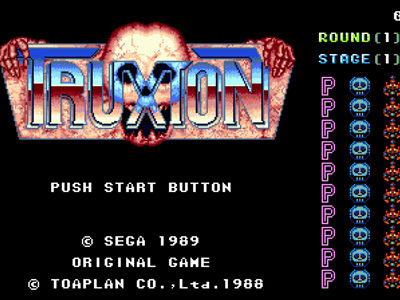 TRUXTON
ROUND(1)
STAGE(1)
P
P
P
P
P
P
P
P
P
P
PUSH START BUTTON
© SEGA 1989
ORIGINAL GAME
© TOAPLAN CO.,Ltd.1988